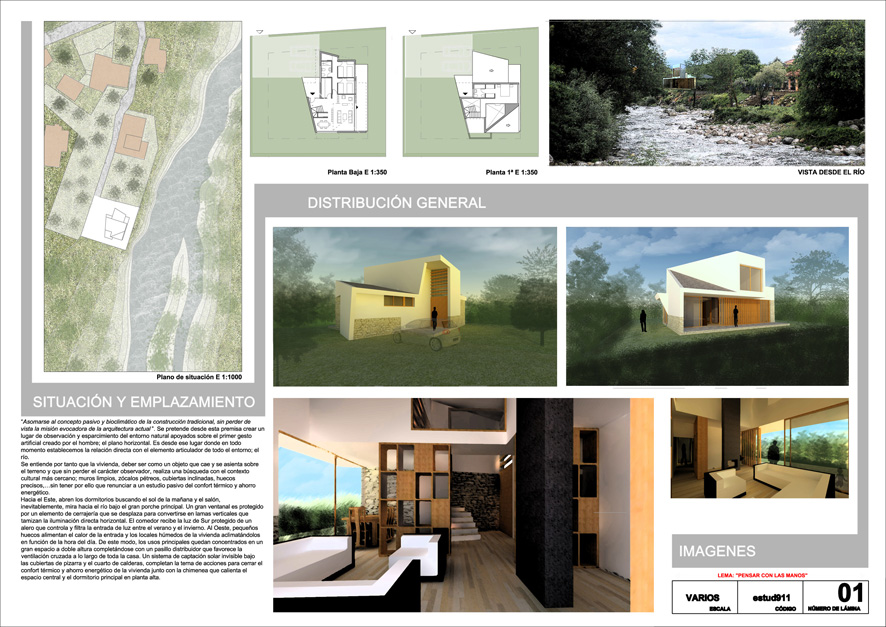 Planta Baja E 1:350
Planta 1ª E 1:350
VISTA DESDE EL RÍO
DISTRIBUCIÓN GENERAL
Plano de situación E 1:1000
SITUACIÓN Y EMPLAZAMIENTO
"Asomarse al concepto pasivo y bioclimático de la construcción tradicional, sin perder de
vista la misión evocadora de la arquitectura actual". Se pretende desde esta premisa crear un
lugar de observación y esparcimiento del entorno natural apoyados sobre el primer gesto
artificial creado por el hombre; el plano horizontal. Es desde ese lugar donde en todo
momento establecemos la relación directa con el elemento articulador de todo el entorno; el
río.
Se entiende por tanto que la vivienda, deber ser como un objeto que cae y se asienta sobre
el terreno y que sin perder el carácter observador, realiza una búsqueda con el contexto
cultural más cercano; muros limpios, zócalos pétreos, cubiertas inclinadas, huecos
precisos,...sin tener por ello que renunciar a un estudio pasivo del confort térmico y ahorro
energético.
Hacia el Este, abren los dormitorios buscando el sol de la mañana y el salón,
inevitablemente, mira hacia el río bajo el gran porche principal. Un gran ventanal es protegido
por un elemento de cerrajería que se desplaza para convertirse en lamas verticales que
tamizan la iluminación directa horizontal. El comedor recibe la luz de Sur protegido de un
alero que controla y filtra la entrada de luz entre el verano y el invierno. Al Oeste, pequeños
huecos alimentan el calor de la entrada y los locales húmedos de la vivienda aclimatándolos
en función de la hora del día. De este modo, los usos principales quedan concentrados en un
gran espacio a doble altura completándose con un pasillo distribuidor que favorece la
ventilación cruzada a lo largo de toda la casa. Un sistema de captación solar invisible bajo
las cubiertas de pizarra y el cuarto de calderas, completan la tema de acciones para cerrar el
confort térmico y ahorro energético de la vivienda junto con la chimenea que calienta el
espacio central y el dormitorio principal en planta alta.
IMAGENES
LEMA: "PENSAR CON LAS MANOS"
VARIOS
ESCALA
estud911
CÓDIGO
01
NÚMERO DE LÁMINA